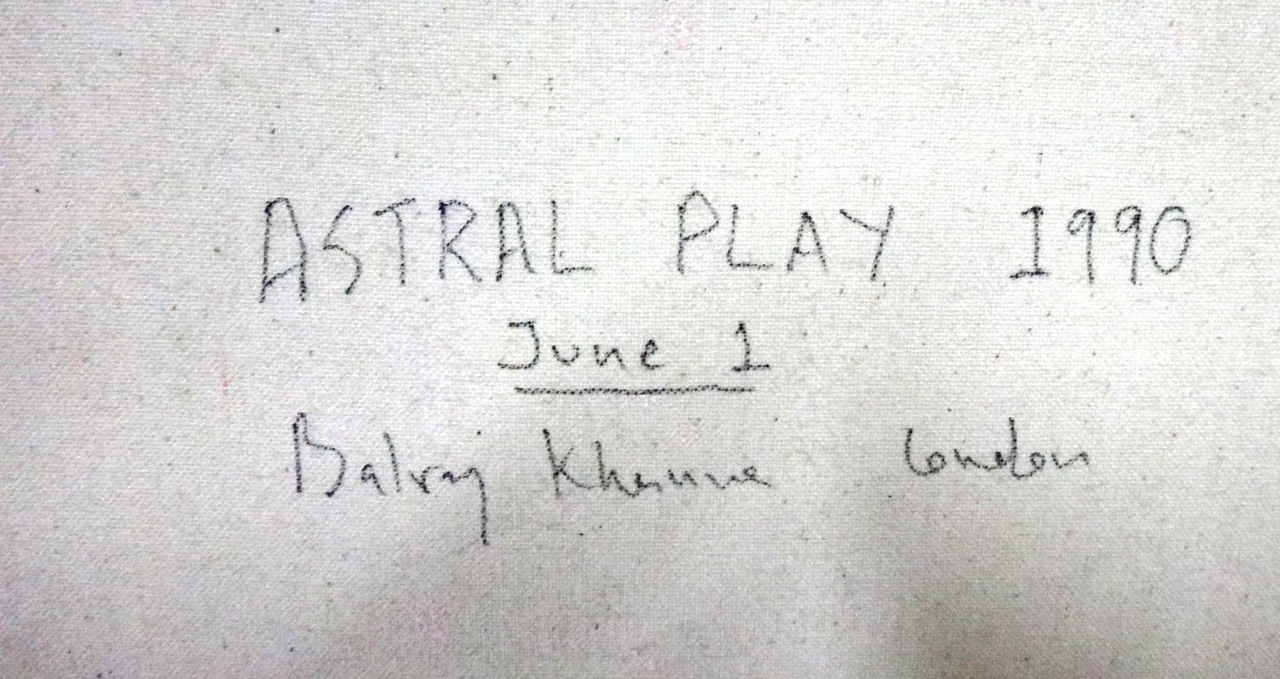 ASTRAL PLAY 1990
June 1
Balraj Khanna London